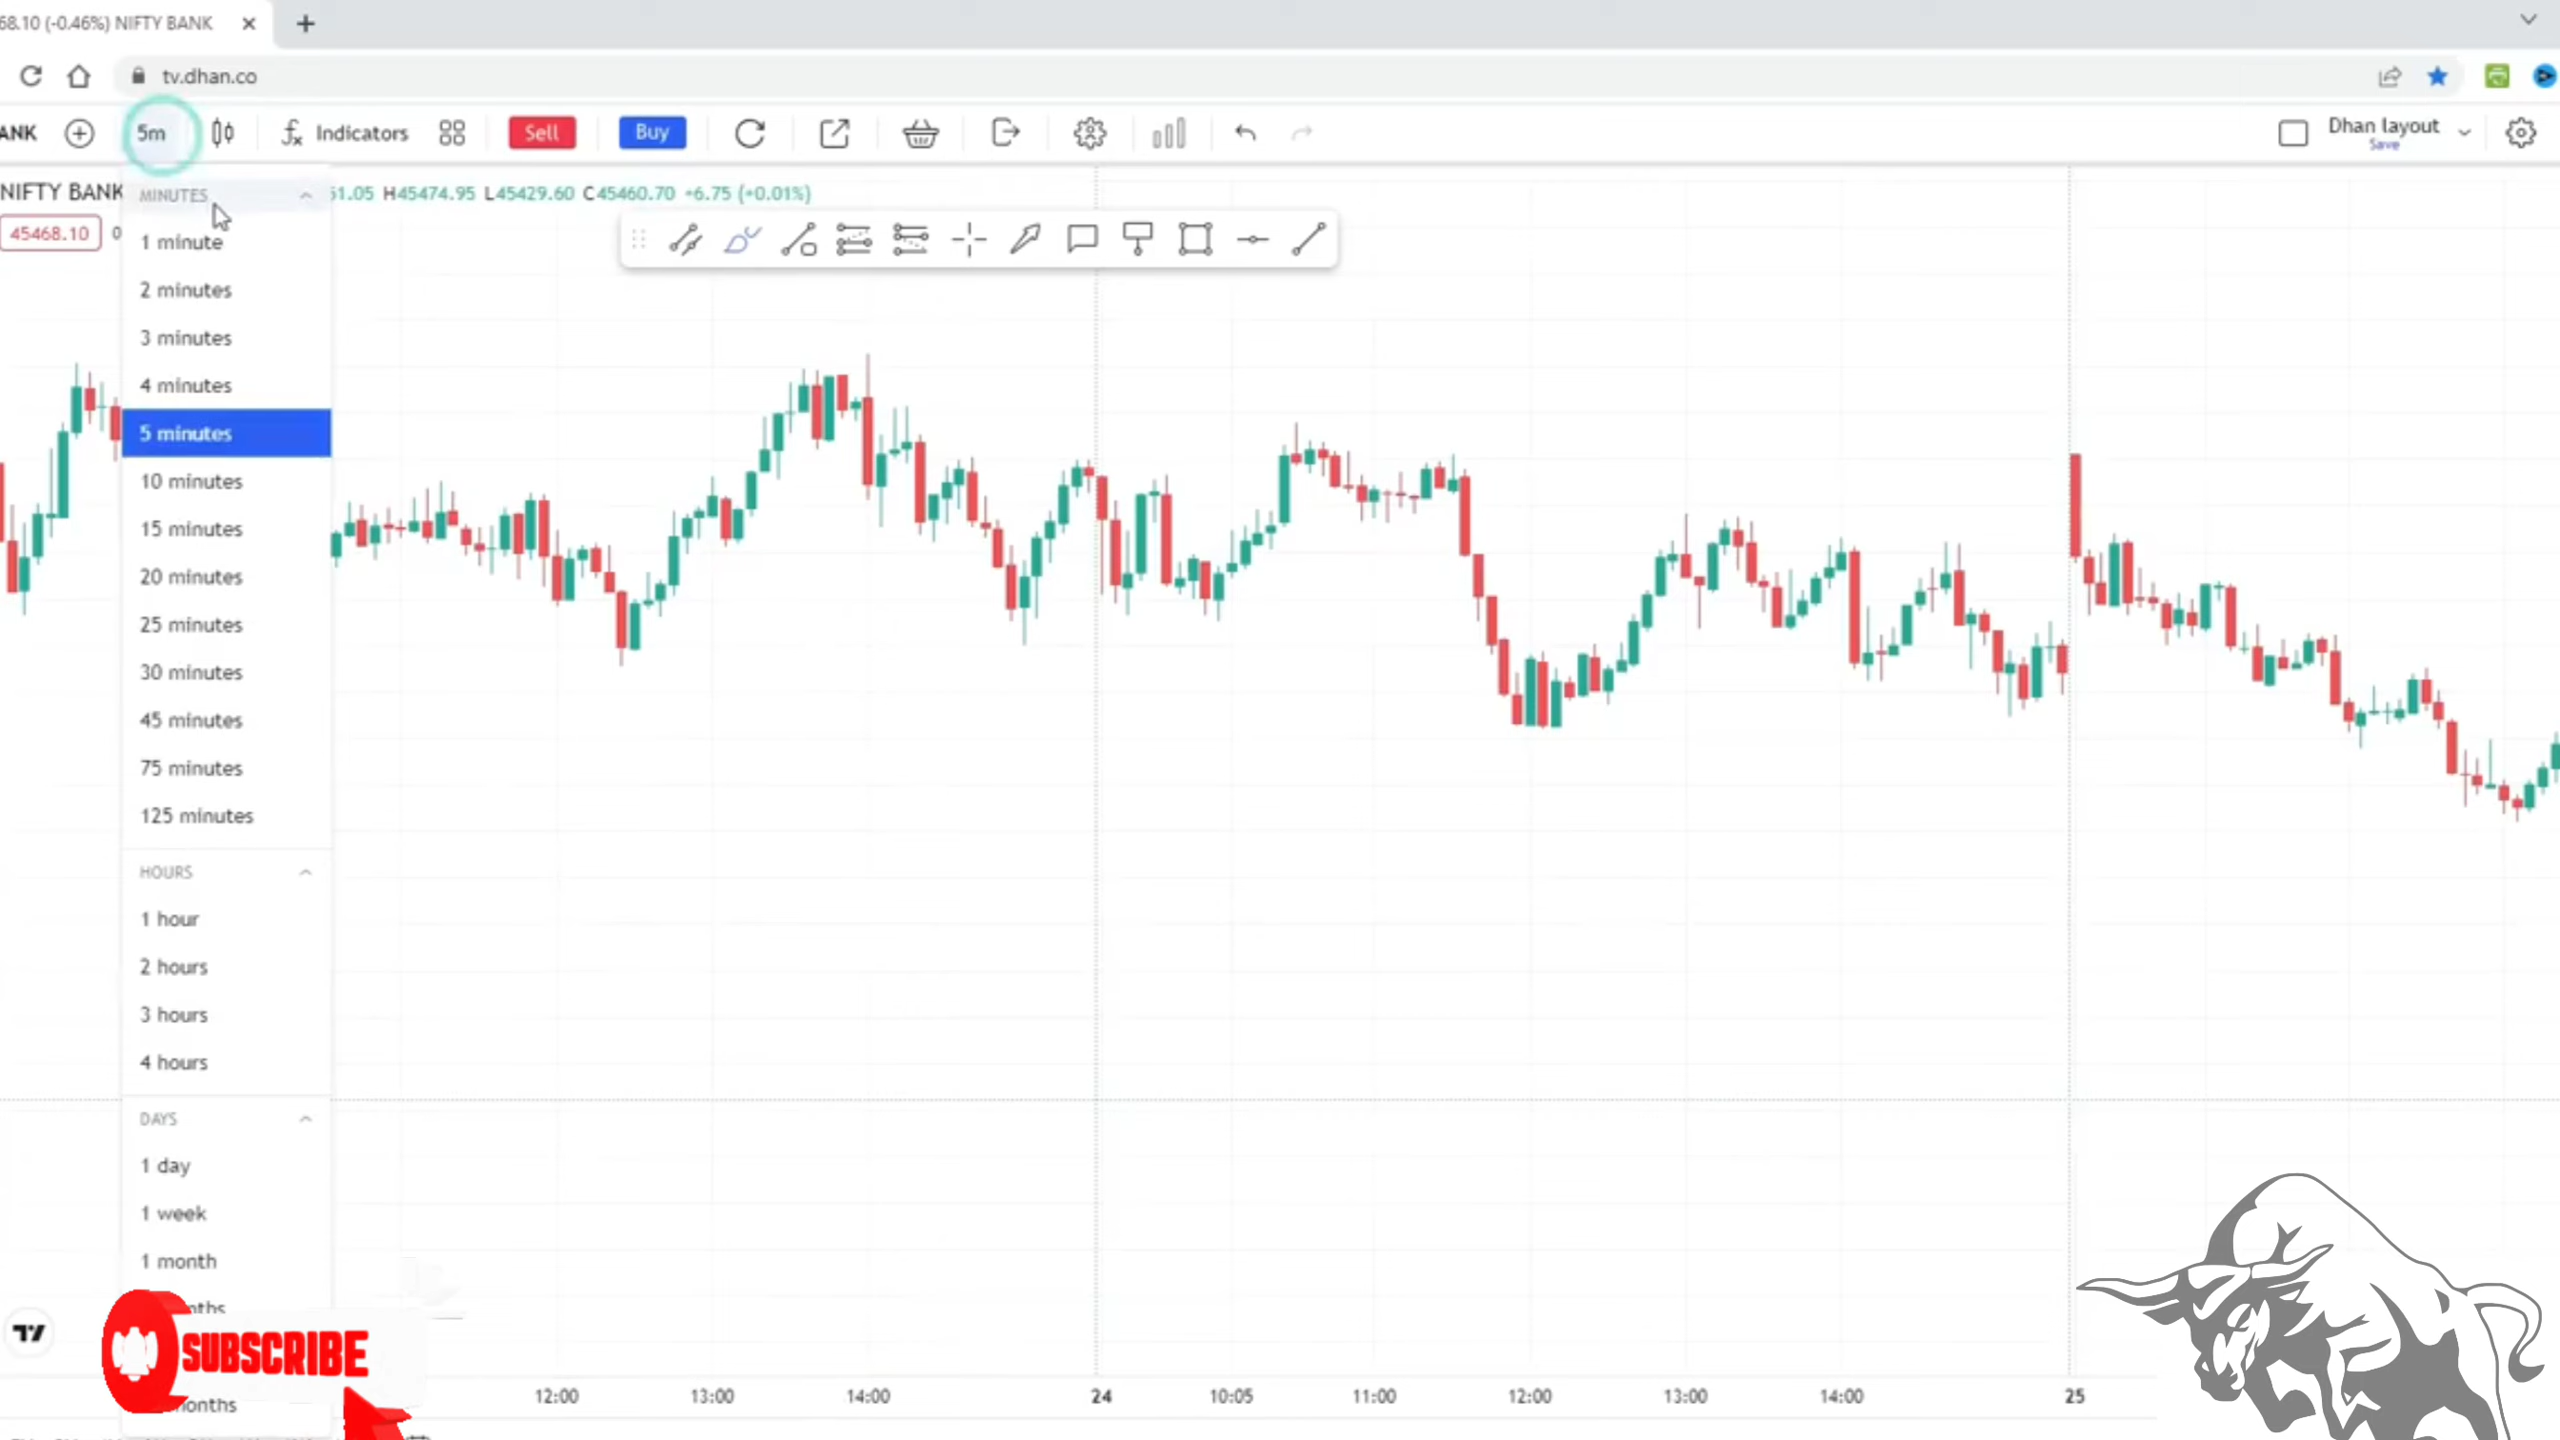 68.10 (-0.46%) NIFTY BANK
tv.dhan.co
ANK 5m Indicators Sell Buy Dhan layout
Save
NIFTY BANK 51.05 H45474.95 L45429.60 C45460.70 +6.75 (+0.01%)
45468.10 0
MINUTES
1 minute
2 minutes
3 minutes
4 minutes
5 minutes
10 minutes
15 minutes
20 minutes
25 minutes
30 minutes
45 minutes
75 minutes
125 minutes
HOURS
1 hour
2 hours
3 hours
4 hours
DAYS
1 day
1 week
1 month
nths
SUBSCRIBE
onths
12:00 13:00 14:00 24 10:05 11:00 12:00 13:00 14:00 25